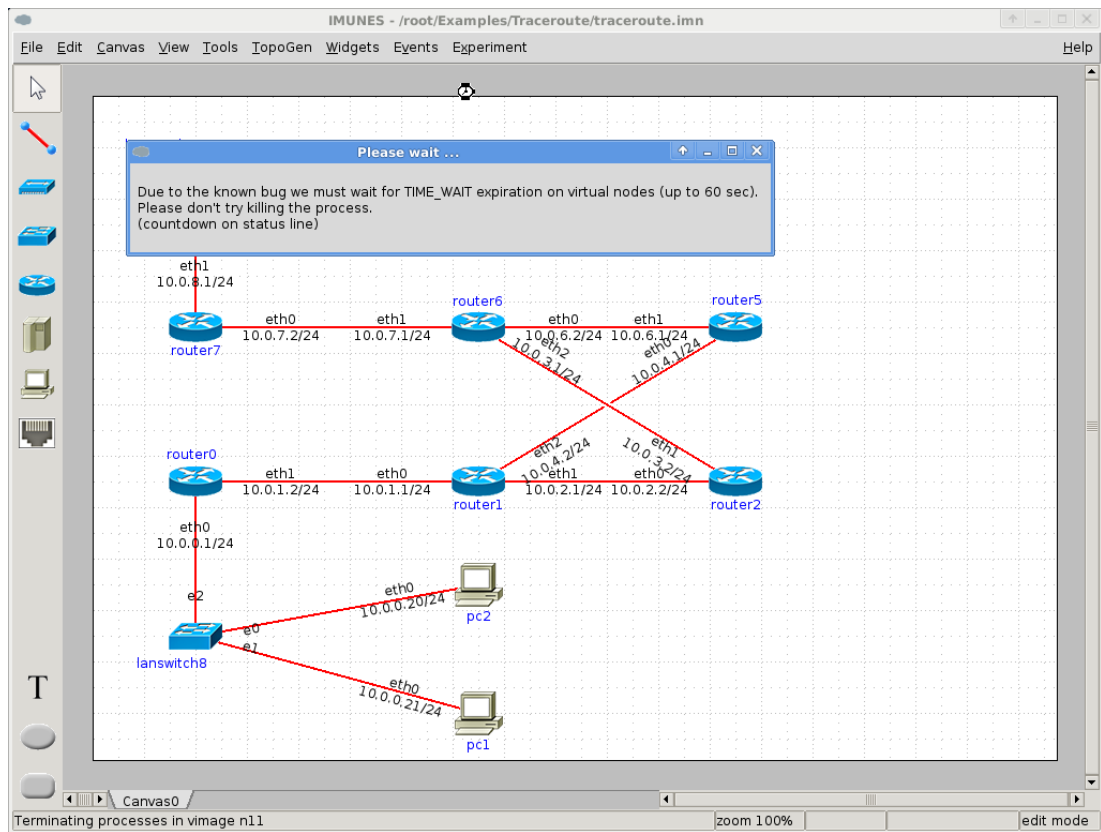 IMUNES - /root/Examples/Traceroute/traceroute.imn
File Edit Canvas View Tools TopoGen Widgets Events Experiment Help
Please wait ...
Due to the known bug we must wait for TIME_WAIT expiration on virtual nodes (up to 60 sec).
Please don't try killing the process.
(countdown on status line)
eth1
10.0.8.1/24
router6
router5
eth0
10.0.7.2/24
eth1
10.0.7.1/24
eth0
10.0.6.2/24
eth1
10.0.6.1/24
router7
eth2
10.0.3.1/24
eth0
10.0.4.1/24
eth2
10.0.4.2/24
eth1
10.0.3.2/24
router0
eth1
10.0.1.2/24
eth0
10.0.1.1/24
eth1
10.0.2.1/24
eth0
10.0.2.2/24
router1
router2
eth0
10.0.0.1/24
e2
eth0
10.0.0.20/24
pc2
e0
e1
lanswitch8
eth0
10.0.0.21/24
pc1
T
Canvas0
Terminating processes in vimage n11
zoom 100%
edit mode